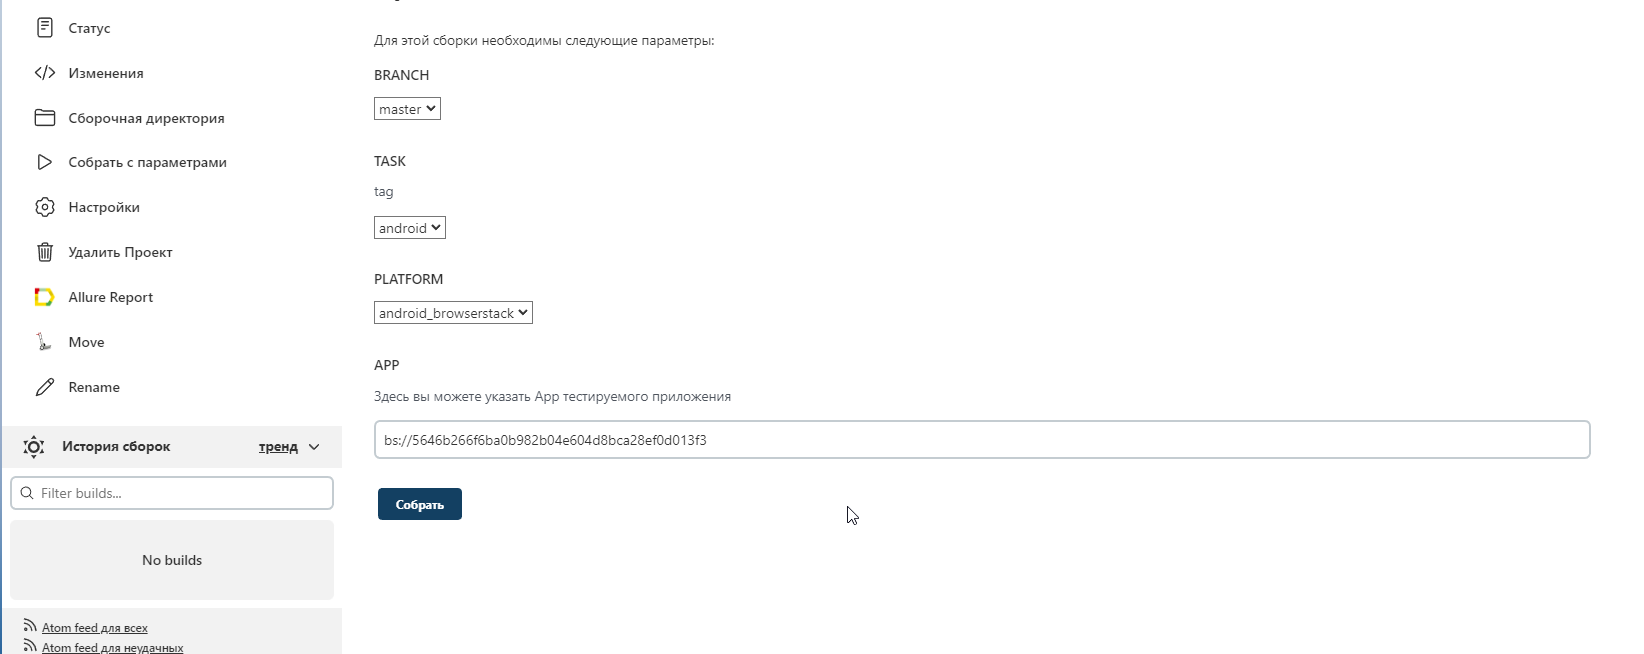 Статус
Изменения
Сборочная директория
Собрать с параметрами
Настройки
Удалить Проект
Allure Report
Move
Rename
История сборок
тренд
Filter builds...
No builds
Atom feed для всех
Atom feed для неудачных
Для этой сборки необходимы следующие параметры:
BRANCH
master
TASK
tag
android
PLATFORM
android_browserstack
APP
Здесь вы можете указать App тестируемого приложения
bs://5646b266f6ba0b982b04e604d8bca28ef0d013f3
Собрать